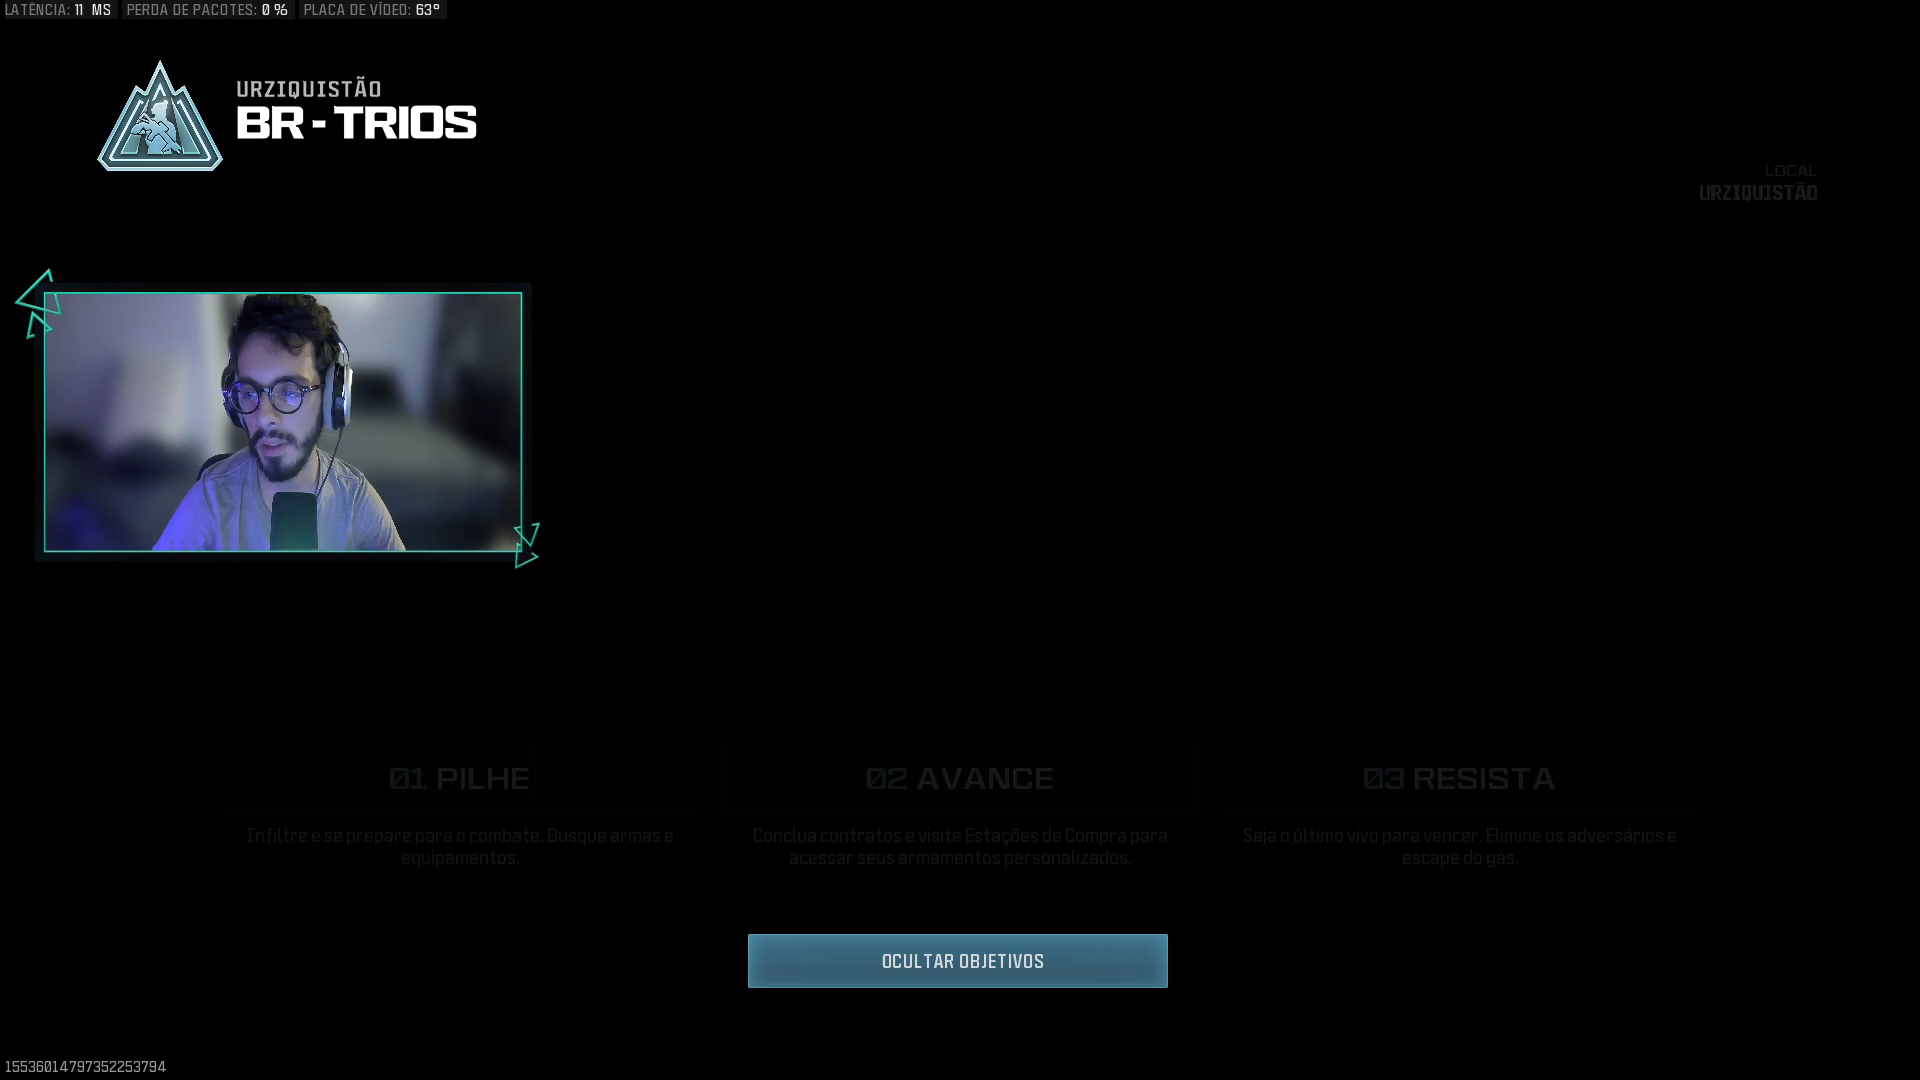 LATÊNCIA: 11 MS PERDA DE PACOTES: 0 % PLACA DE VÍDEO: 63°
URZIQUISTÃO
BR - TRIOS
LOCAL
URZIQUISTÃO
01 PILHE
Infiltre e se prepare para o combate. Busque armas e
equipamentos.
02 AVANCE
Conclua contratos e visite Estações de Compra para
acessar seus armamentos personalizados.
03 RESISTA
Seja o último vivo para vencer. Elimine os adversários e
escape do gás.
OCULTAR OBJETIVOS
15536014797352253794